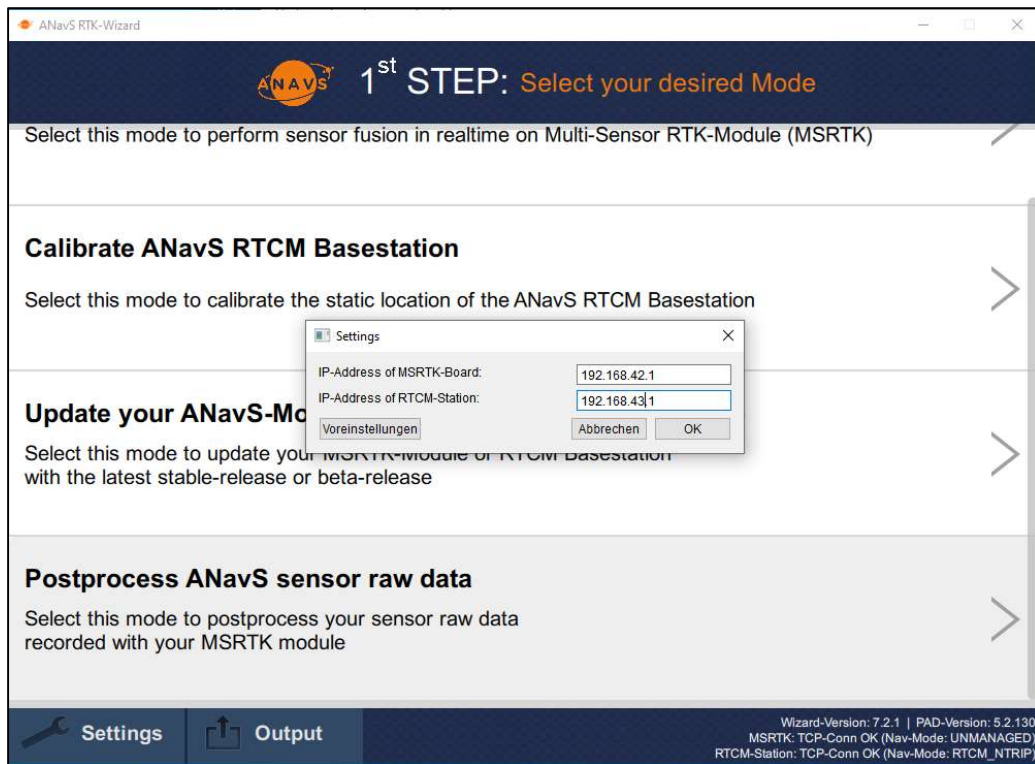 ANavS RTK-Wizard
ANAVS
1st STEP: Select your desired Mode
Select this mode to perform sensor fusion in realtime on Multi-Sensor RTK-Module (MSRTK)
Calibrate ANavS RTCM Basestation
Select this mode to calibrate the static location of the ANavS RTCM Basestation
Settings
IP-Address of MSRTK-Board: 192.168.42.1
IP-Address of RTCM-Station: 192.168.43.1
Voreinstellungen Abbrechen OK
Update your ANavS-Mo
Select this mode to update your MSRTK-Module or RTCM Basestation
with the latest stable-release or beta-release
Postprocess ANavS sensor raw data
Select this mode to postprocess your sensor raw data
recorded with your MSRTK module
Settings Output
Wizard-Version: 7.2.1 | PAD-Version: 5.2.130
MSRTK: TCP-Conn OK (Nav-Mode: UNMANAGED)
RTCM-Station: TCP-Conn OK (Nav-Mode: RTCM_NTRIP)